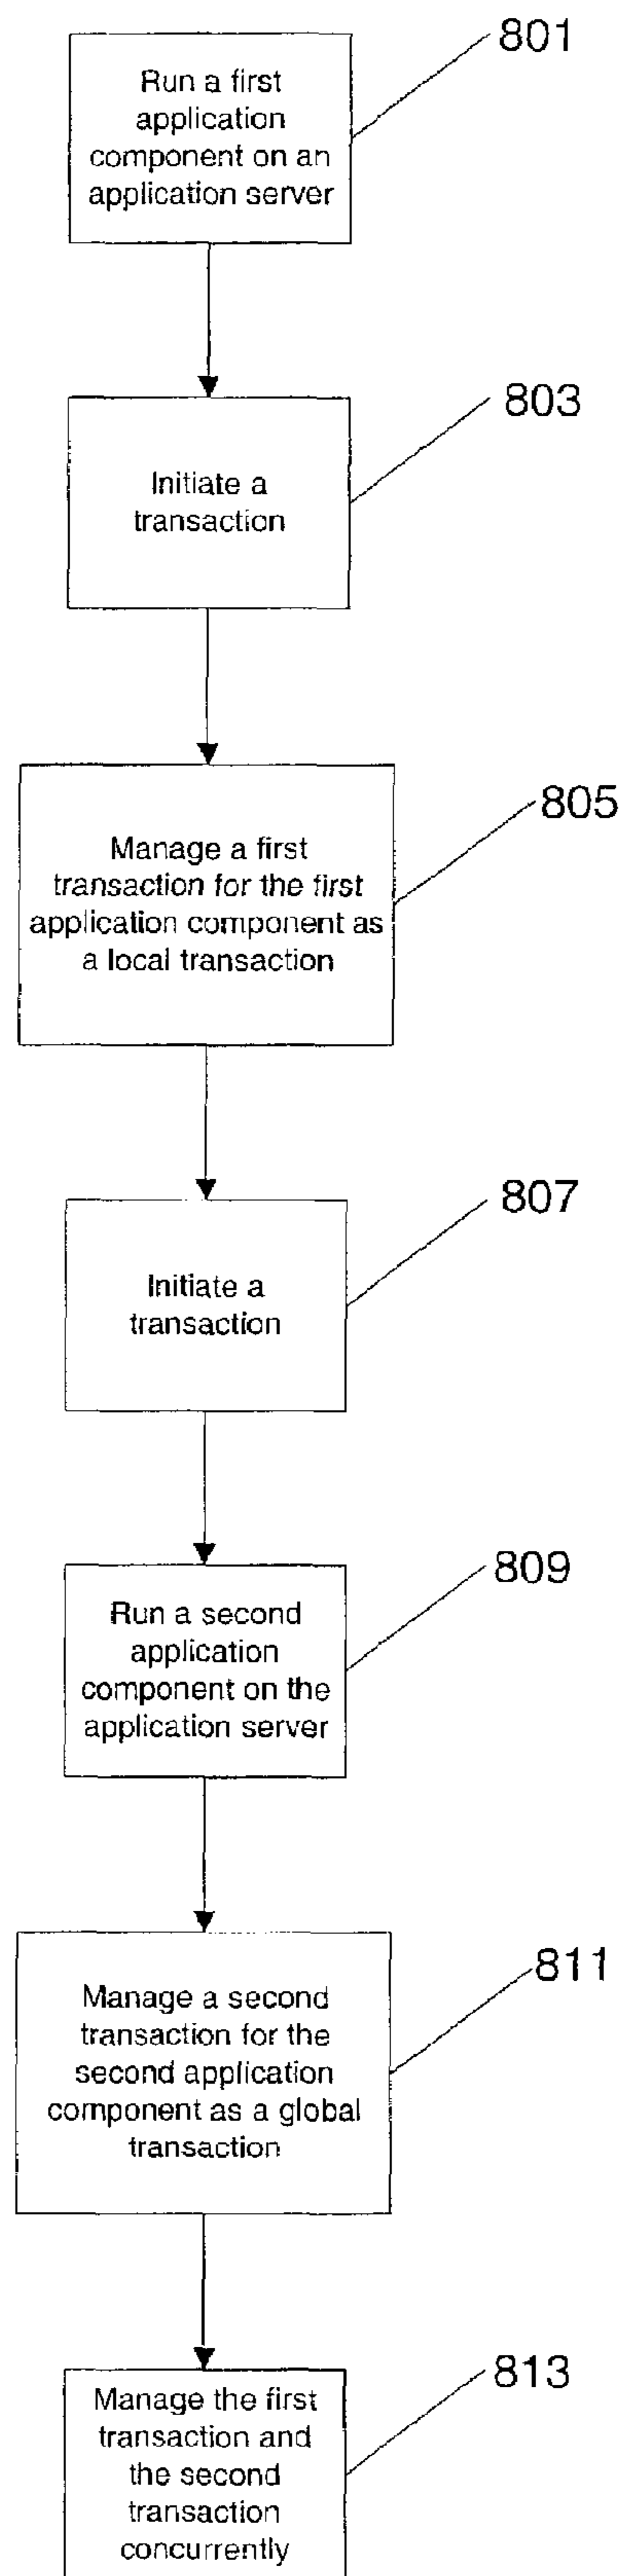 801
Run a first
application
component on an
application server
803
Initiate a
transaction
805
Manage a first
transaction for the first
application component as
a local transaction
807
Initiate a
transaction
809
Run a second
application
component on the
application server
811
Manage a second
transaction for the
second application
component as a global
transaction
813
Manage the first
transaction and
the second
transaction
concurrently